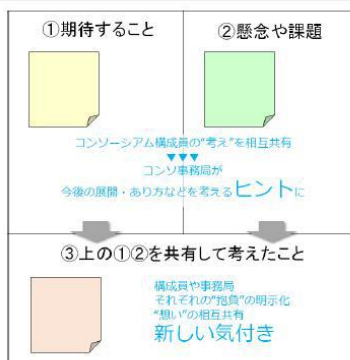 ①期待すること
②懸念や課題
コンソーシアム構成員の“考え”を相互共有
▼▼▼
コンソ事務局が
今後の展開・あり方などを考えるヒントに
③上の①②を共有して考えたこと
構成員や事務局
それぞれの“抱負”の明示化
“想い”の相互共有
新しい気付き